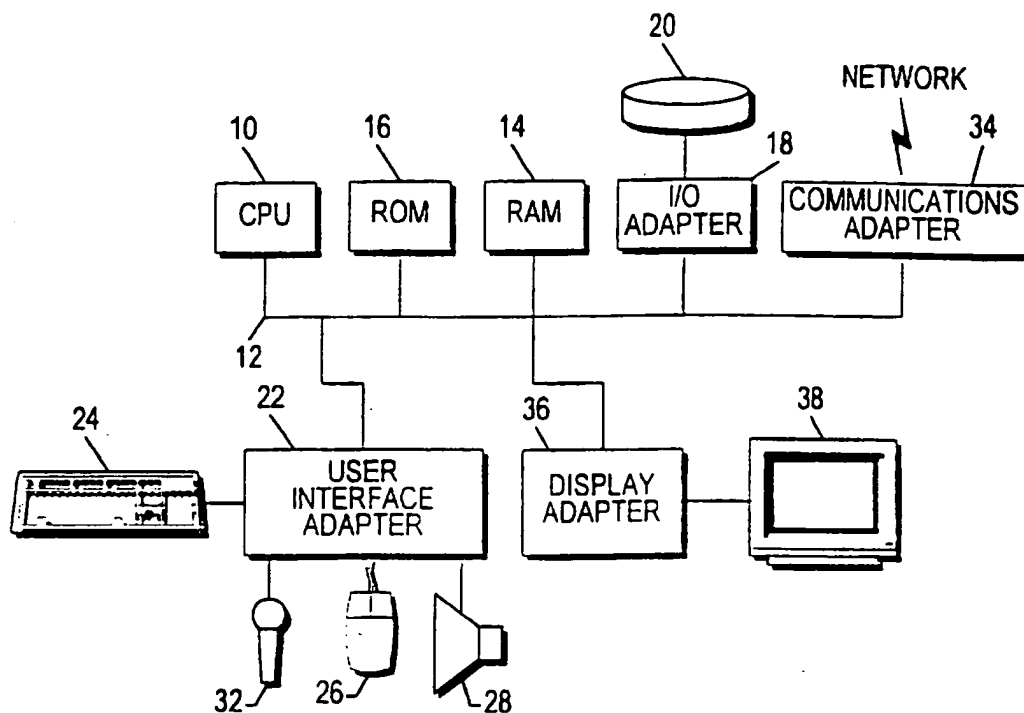 20
NETWORK
10
16
14
18
34
CPU
ROM
RAM
I/O
ADAPTER
COMMUNICATIONS
ADAPTER
12
24
22
36
38
USER
INTERFACE
ADAPTER
DISPLAY
ADAPTER
32
26
28